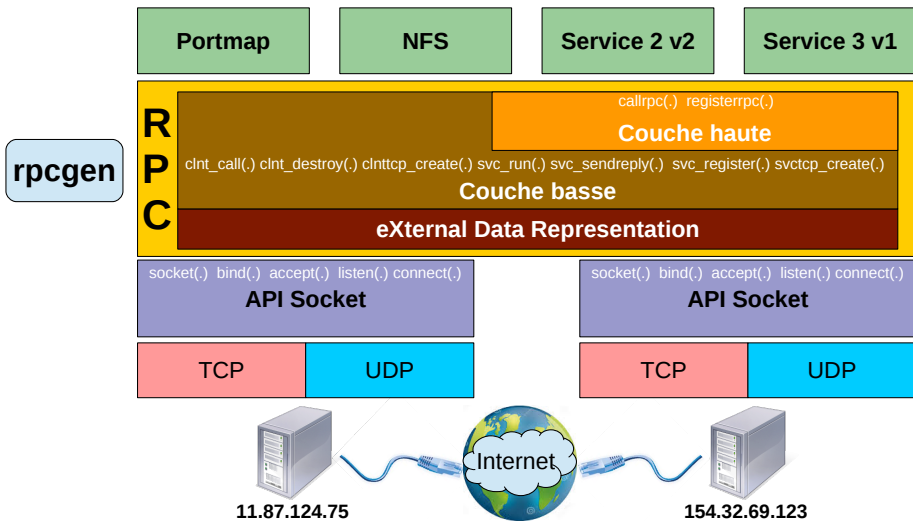 Portmap
NFS
Service 2 v2
Service 3 v1
rpcgen
R
P
C
callrpc(.) registerrpc(.)
Couche haute
clnt_call(.) clnt_destroy(.) clnttcp_create(.) svc_run(.) svc_sendreply(.) svc_register(.) svctcp_create(.)
Couche basse
eXternal Data Representation
socket(.) bind(.) accept(.) listen(.) connect(.)
API Socket
socket(.) bind(.) accept(.) listen(.) connect(.)
API Socket
TCP
UDP
TCP
UDP
Internet
11.87.124.75
154.32.69.123